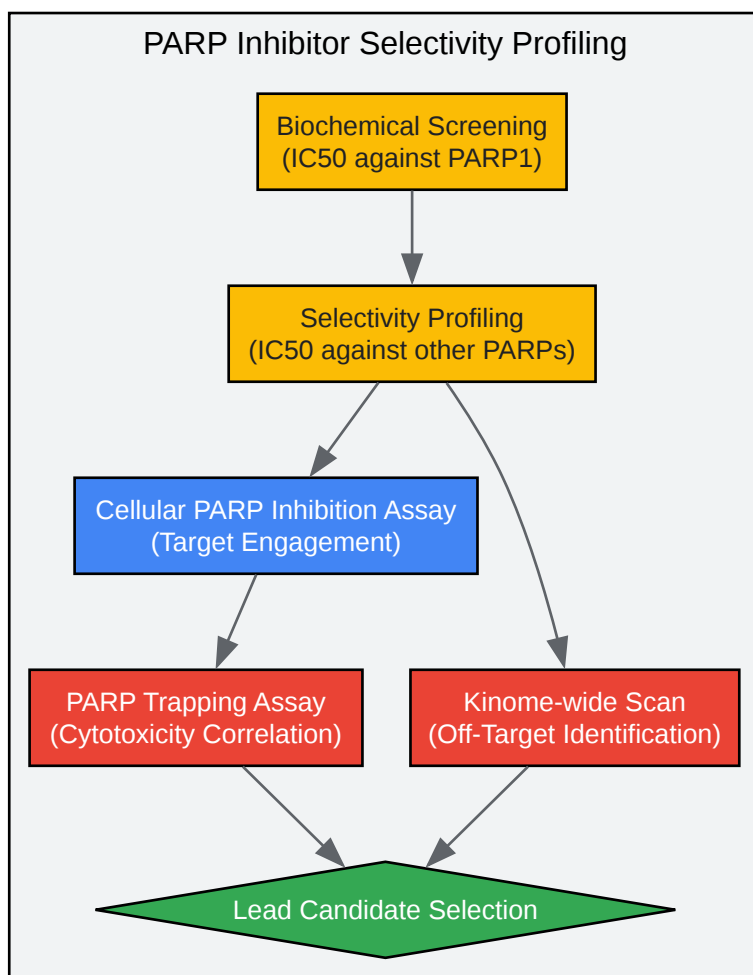 PARP Inhibitor Selectivity Profiling
Biochemical Screening
(IC50 against PARP1)
Selectivity Profiling
(IC50 against other PARPs)
Cellular PARP Inhibition Assay
(Target Engagement)
PARP Trapping Assay
(Cytotoxicity Correlation)
Kinome-wide Scan
(Off-Target Identification)
Lead Candidate Selection